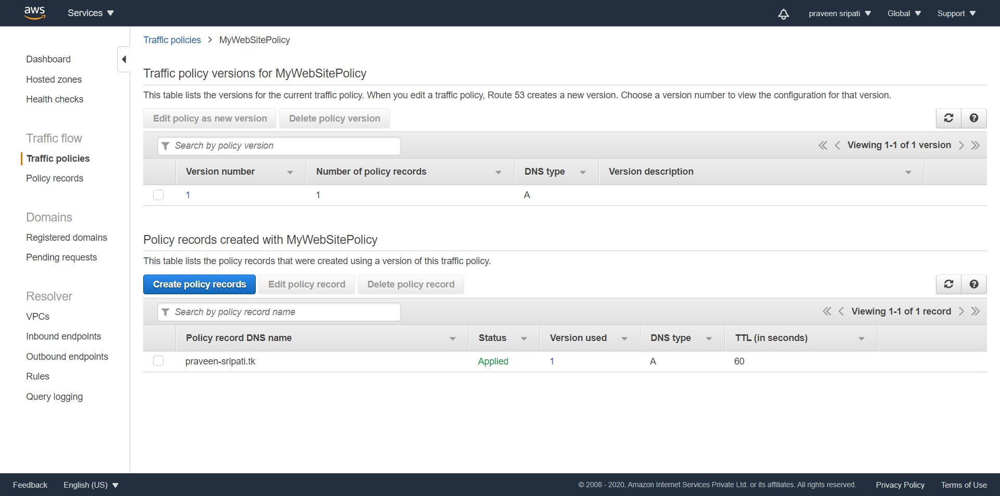 aws Services praveen sripati Global Support
Traffic policies > MyWebSitePolicy
Dashboard
Hosted zones
Health checks
Traffic flow
Traffic policies
Policy records
Domains
Registered domains
Pending requests
Resolver
VPCs
Inbound endpoints
Outbound endpoints
Rules
Query logging
Traffic policy versions for MyWebSitePolicy
This table lists the versions for the current traffic policy. When you edit a traffic policy, Route 53 creates a new version. Choose a version number to view the configuration for that version.
Edit policy as new version Delete policy version
Search by policy version Viewing 1-1 of 1 version
Version number Number of policy records DNS type Version description
1 1 A
Policy records created with MyWebSitePolicy
This table lists the policy records that were created using a version of this traffic policy.
Create policy records Edit policy record Delete policy record
Search by policy record name Viewing 1-1 of 1 record
Policy record DNS name Status Version used DNS type TTL (in seconds)
praveen-sripati.tk Applied 1 A 60
Feedback English (US) © 2008 - 2020, Amazon Internet Services Private Ltd. or its affiliates. All rights reserved. Privacy Policy Terms of Use